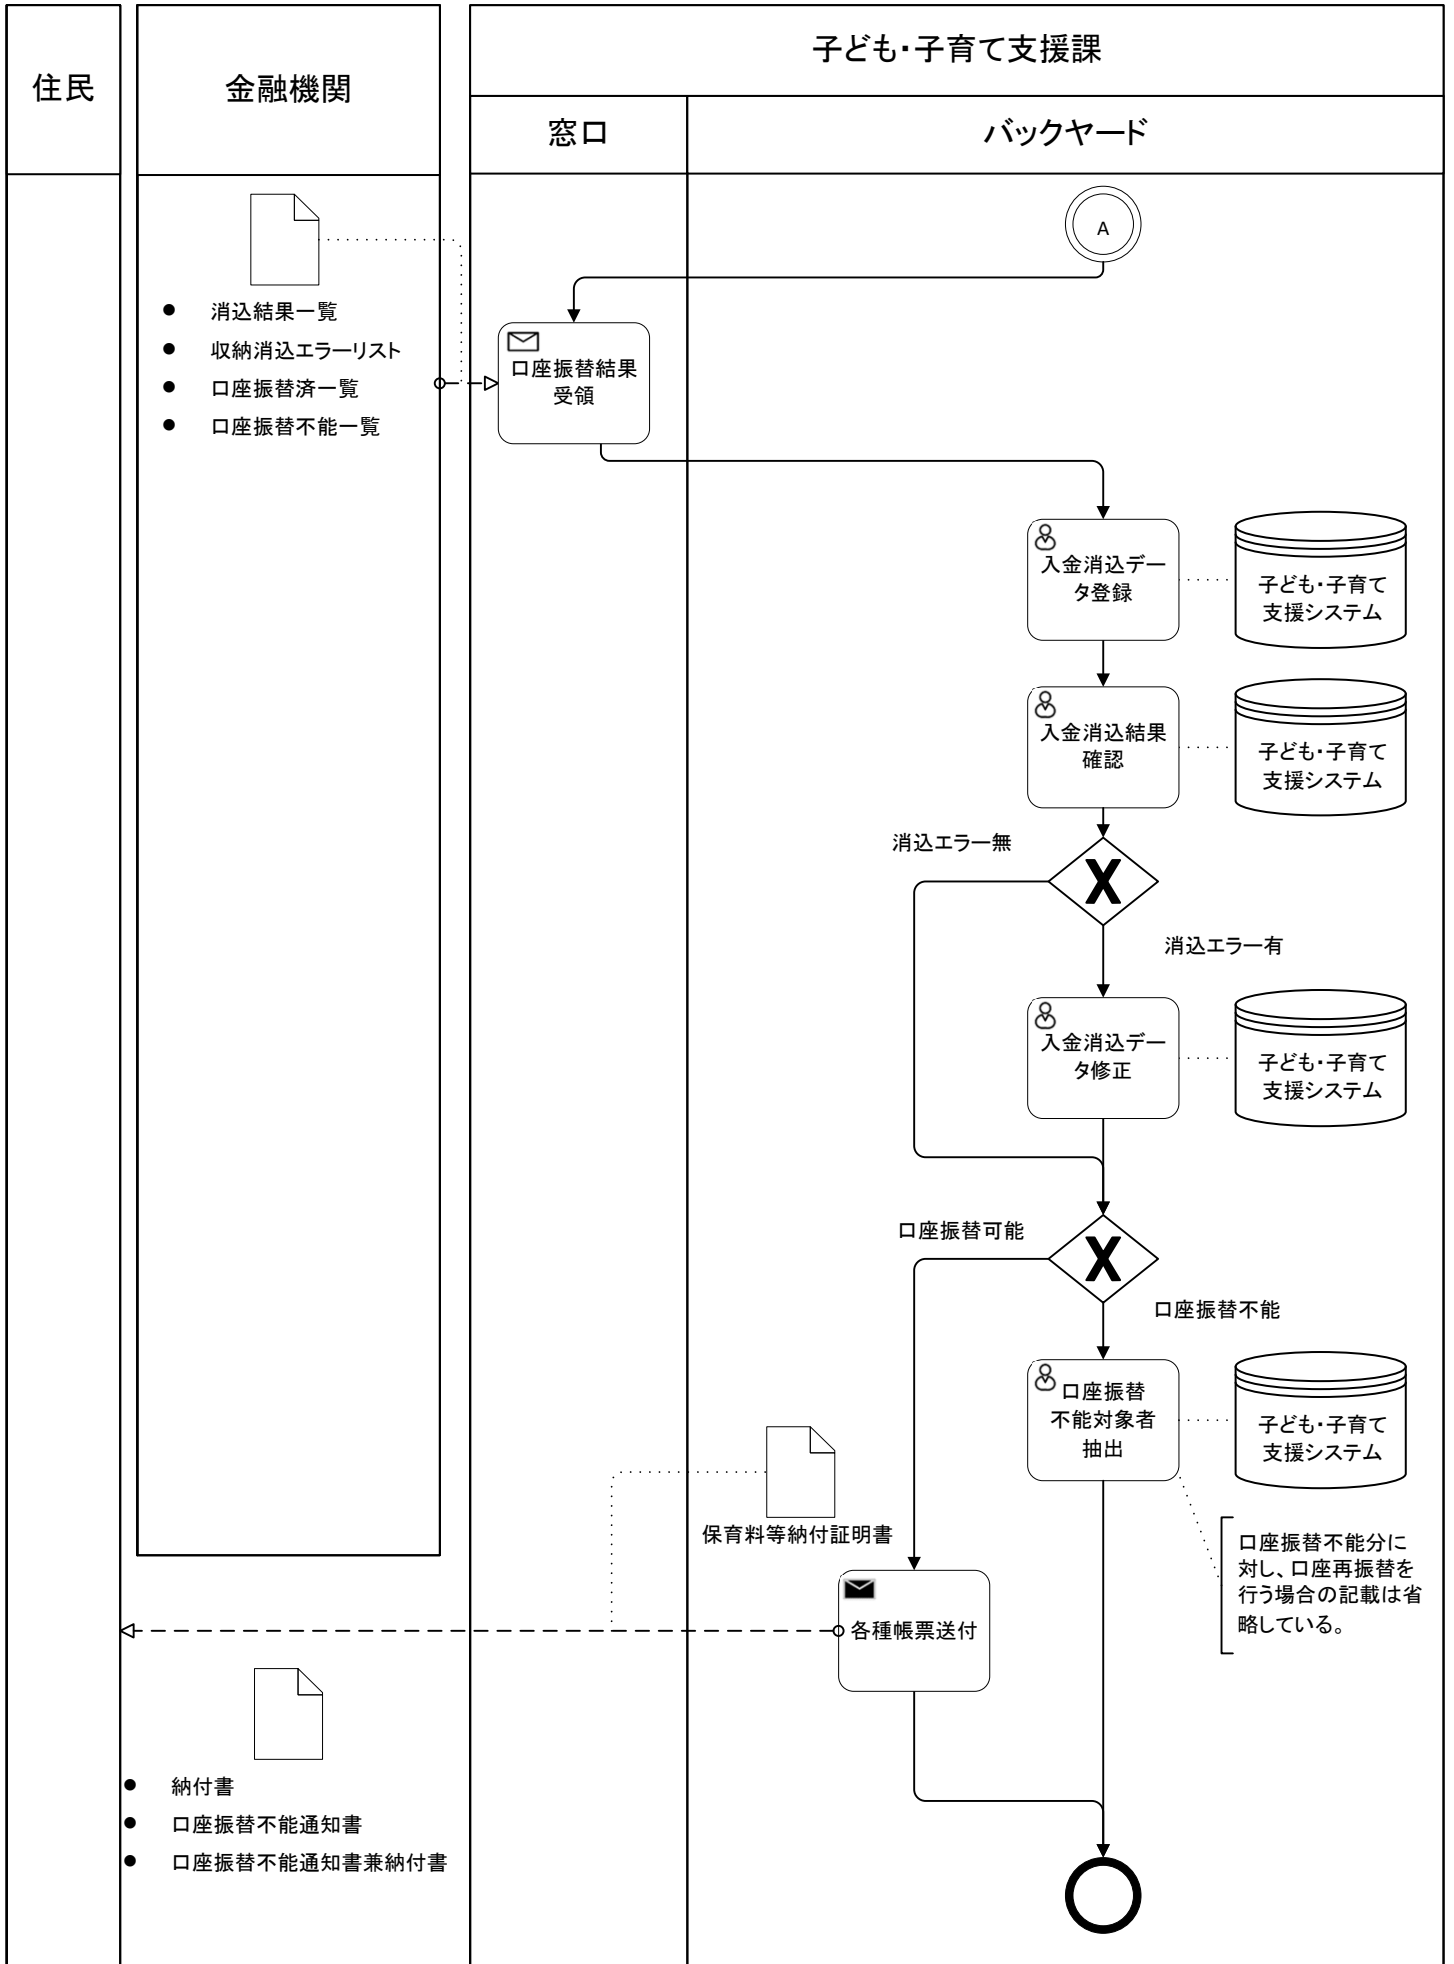 子ども・子育て支援課
住民
金融機関
窓口
バックヤード
A
● 消込結果一覧
● 収納消込エラーリスト
● 口座振替済一覧
● 口座振替不能一覧
口座振替結果
受領
入金消込デー
タ登録
子ども・子育て
支援システム
入金消込結果
確認
子ども・子育て
支援システム
消込エラー無
X
消込エラー有
入金消込デー
タ修正
子ども・子育て
支援システム
口座振替可能
X
口座振替不能
口座振替
不能対象者
抽出
子ども・子育て
支援システム
保育料等納付証明書
口座振替不能分に
対し、口座再振替を
行う場合の記載は省
略している。
各種帳票送付
● 納付書
● 口座振替不能通知書
● 口座振替不能通知書兼納付書